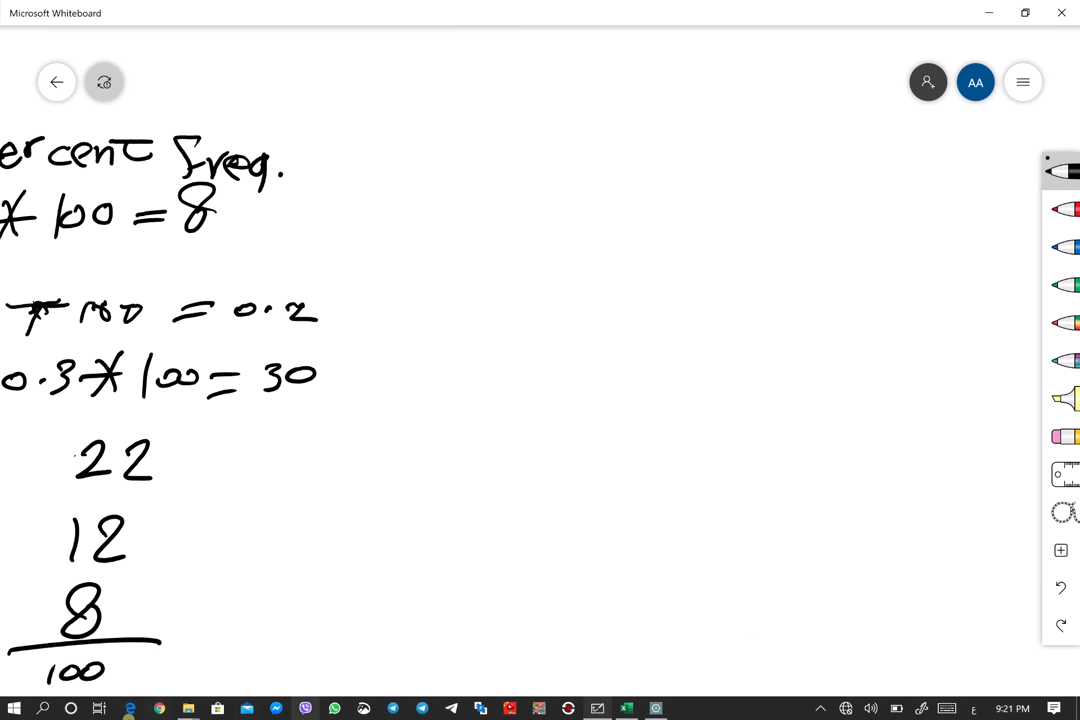 Microsoft Whiteboard
AA
ercent Freq.
* 100 = 8
* 100 = 0.2
0.3 * 100 = 30
22
12
8
100
ع 9:21 PM